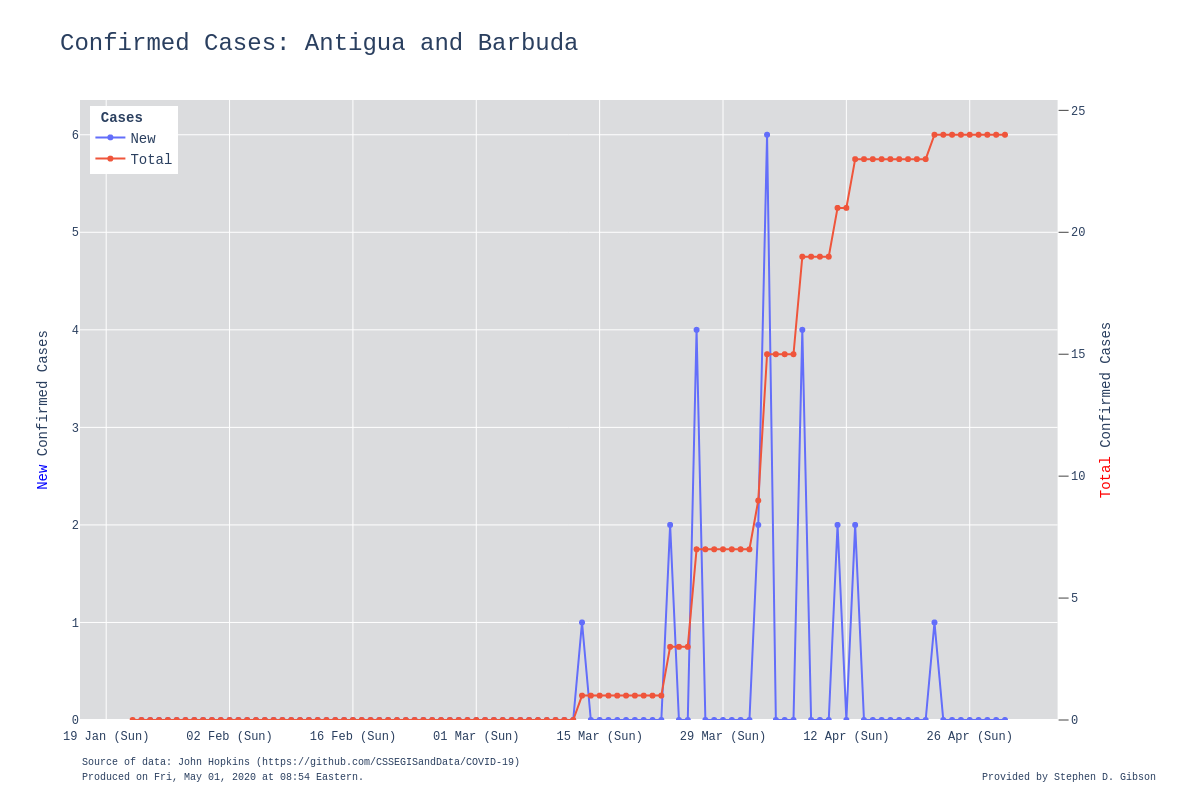 Confirmed Cases: Antigua and Barbuda
Cases
New
Total
6
5
4
3
2
1
0
25
20
15
10
5
0
New Confirmed Cases
Total Confirmed Cases
19 Jan (Sun) 02 Feb (Sun) 16 Feb (Sun) 01 Mar (Sun) 15 Mar (Sun) 29 Mar (Sun) 12 Apr (Sun) 26 Apr (Sun)
Source of data: John Hopkins (https://github.com/CSSEGISandData/COVID-19)
Produced on Fri, May 01, 2020 at 08:54 Eastern.
Provided by Stephen D. Gibson